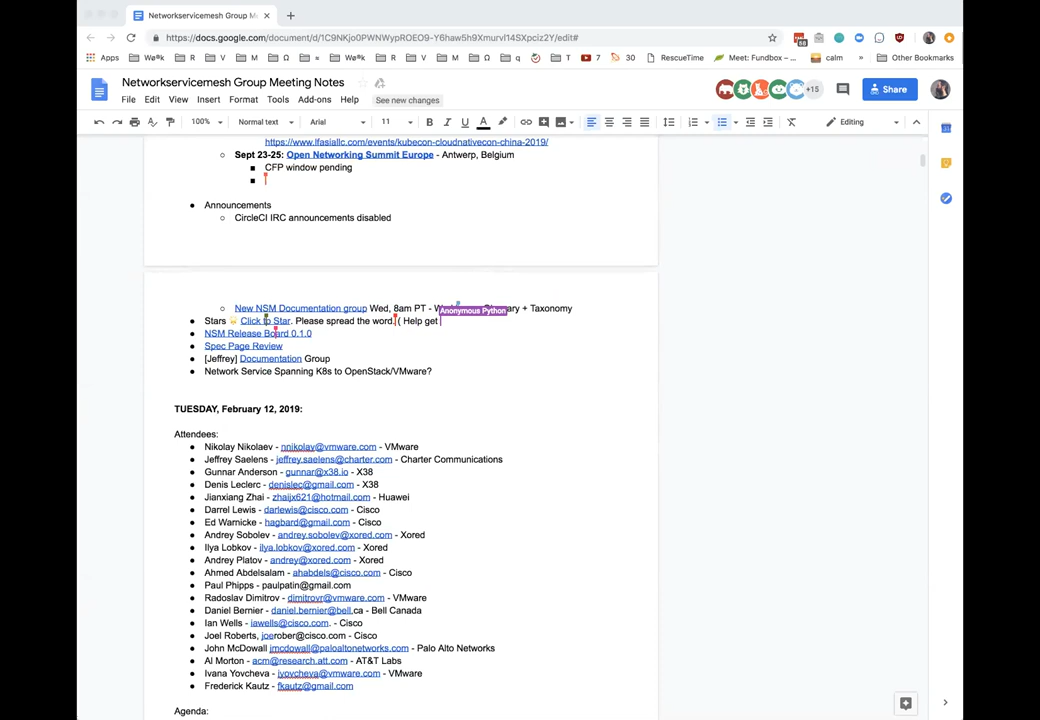 Networkservicemesh Group M
https://docs.google.com/document/d/1C9NKjo0PWNWypROEO9-Y6haw5h9Xmurvl14SXpciz2Y/edit#
Apps R V M Ω R V M Ω q T 7 30 RescueTime Meet: Fundbox – ... calm » Other Bookmarks
Networkservicemesh Group Meeting Notes
+15 Share
File Edit View Insert Format Tools Add-ons Help See new changes
100% Normal text Arial 11 B I U A Editing
https://www.lfasiallc.com/events/kubecon-cloudnativecon-china-2019/
Sept 23-25: Open Networking Summit Europe - Antwerp, Belgium
CFP window pending
Announcements
CircleCI IRC announcements disabled
New NSM Documentation group Wed, 8am PT - + Taxonomy
Anonymous Python
Stars Click to Star. Please spread the word. ( Help get
NSM Release Board 0.1.0
Spec Page Review
[Jeffrey] Documentation Group
Network Service Spanning K8s to OpenStack/VMware?
TUESDAY, February 12, 2019:
Attendees:
Nikolay Nikolaev - nnikolay@vmware.com - VMware
Jeffrey Saelens - jeffrey.saelens@charter.com - Charter Communications
Gunnar Anderson - gunnar@x38.io - X38
Denis Leclerc - denislec@gmail.com - X38
Jianxiang Zhai - zhaijx621@hotmail.com - Huawei
Darrel Lewis - darlewis@cisco.com - Cisco
Ed Warnicke - hagbard@gmail.com - Cisco
Andrey Sobolev - andrey.sobolev@xored.com - Xored
Ilya Lobkov - ilya.lobkov@xored.com - Xored
Andrey Platov - andrey@xored.com - Xored
Ahmed Abdelsalam - ahabdels@cisco.com - Cisco
Paul Phipps - paulpatin@gmail.com
Radoslav Dimitrov - dimitrovr@vmware.com - VMware
Daniel Bernier - daniel.bernier@bell.ca - Bell Canada
Ian Wells - iawells@cisco.com. - Cisco
Joel Roberts, joerober@cisco.com - Cisco
John McDowall jmcdowall@paloaltonetworks.com - Palo Alto Networks
Al Morton - acm@research.att.com - AT&T Labs
Ivana Yovcheva - iyovcheva@vmware.com - VMware
Frederick Kautz - fkautz@gmail.com
Agenda: